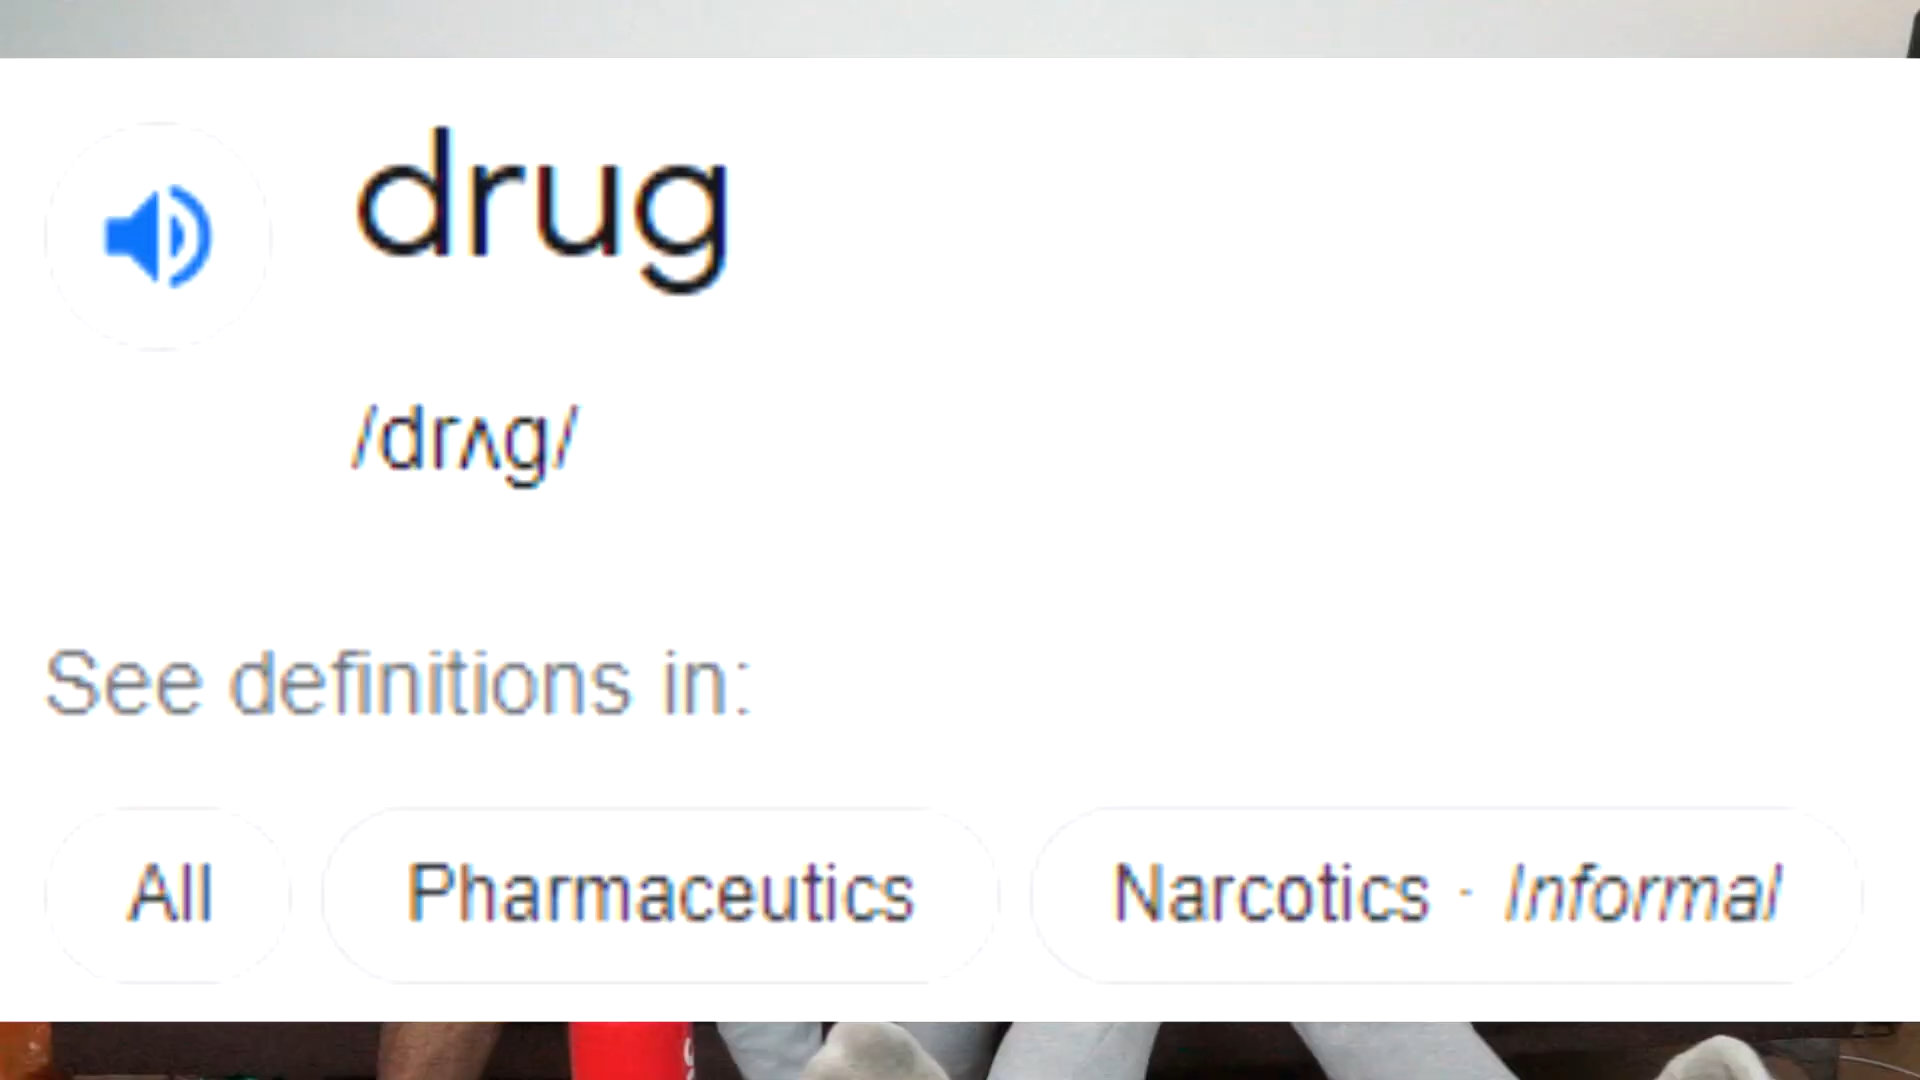 drug
/drʌg/
See definitions in:
All
Pharmaceutics
Narcotics · Informal